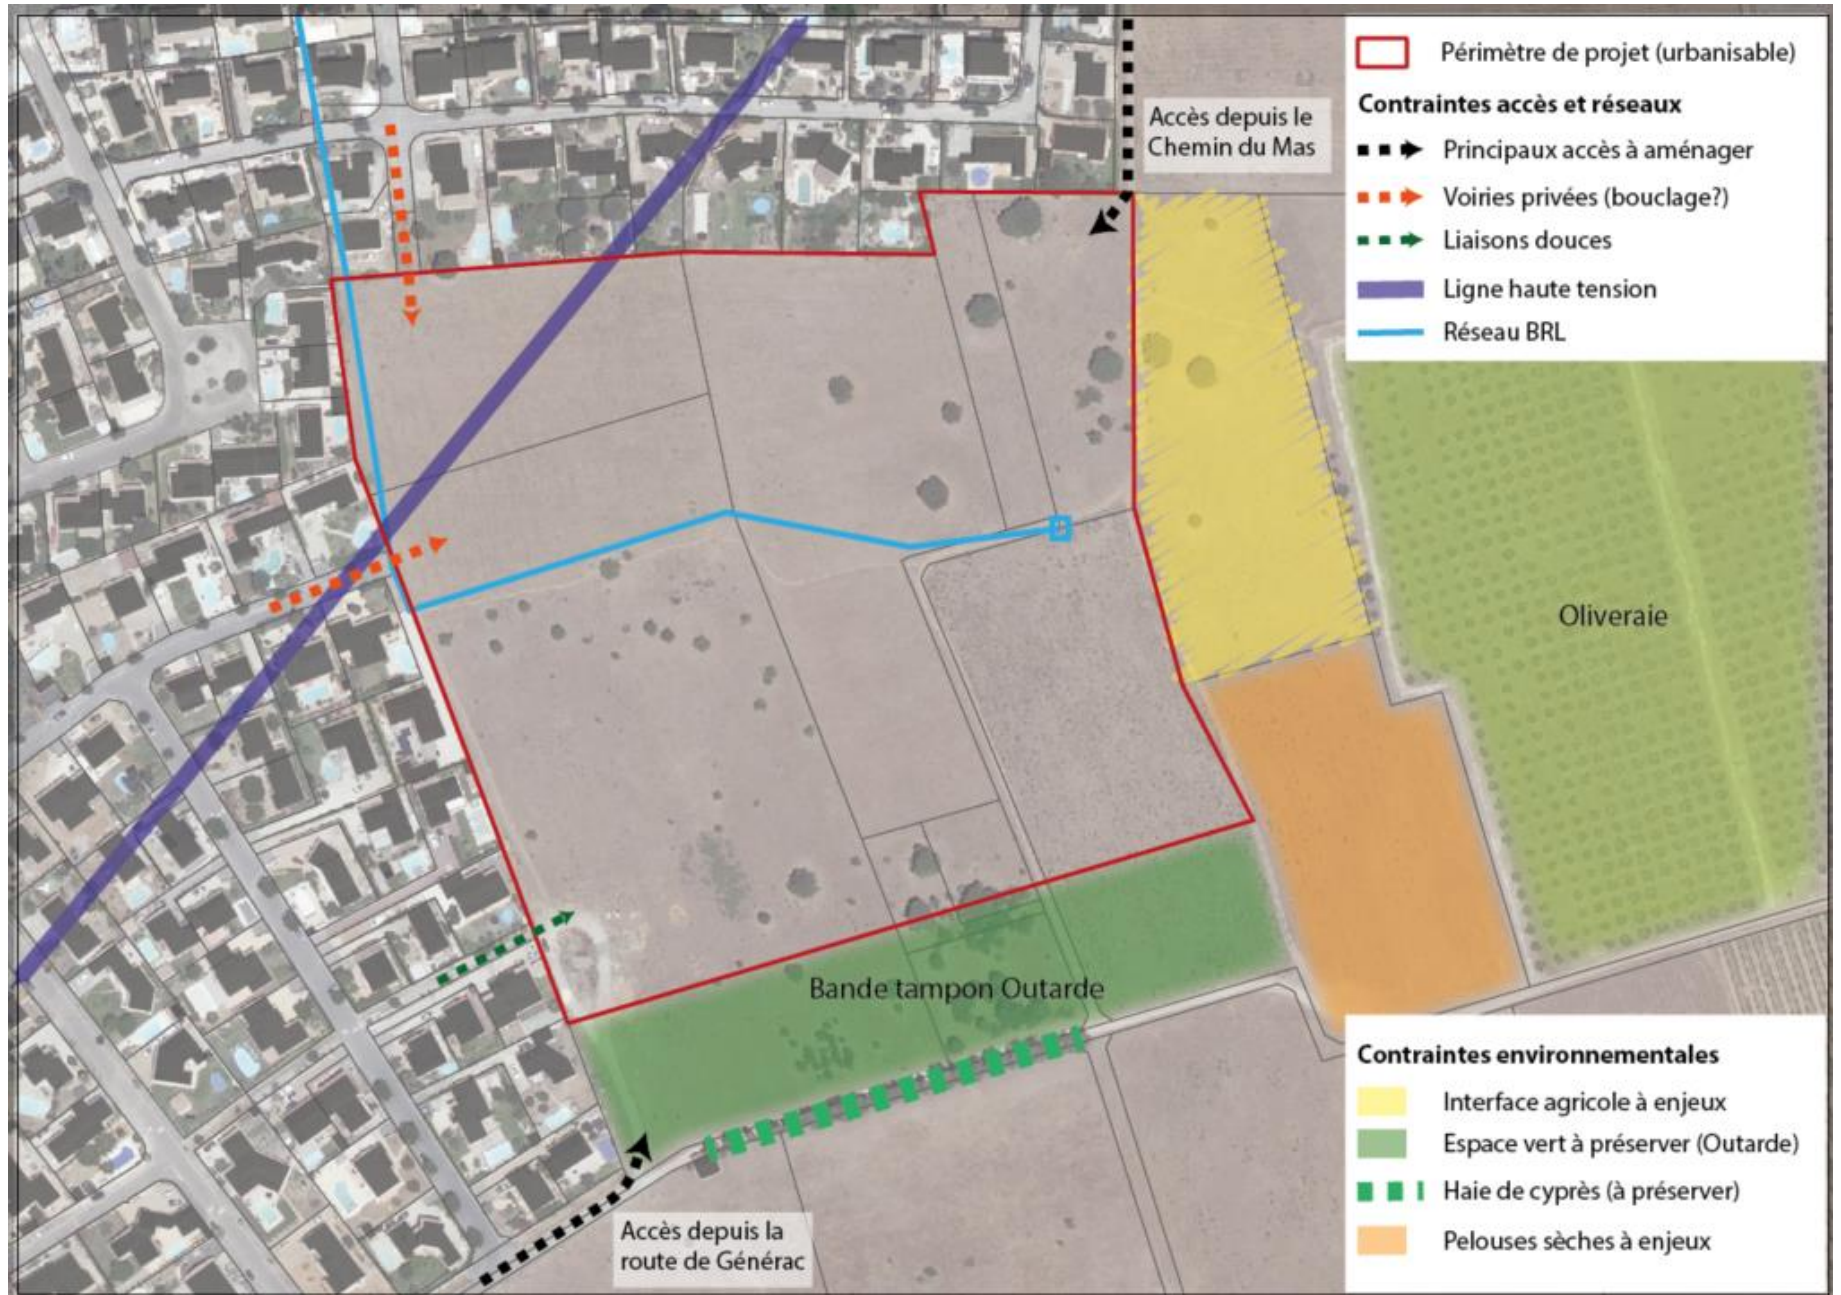 Périmètre de projet (urbanisable)
Contraintes accès et réseaux
Principaux accès à aménager
Voiries privées (bouclage?)
Liaisons douces
Ligne haute tension
Réseau BRL
Accès depuis le
Chemin du Mas
Oliveraie
Bande tampon Outarde
Accès depuis la
route de Générac
Contraintes environnementales
Interface agricole à enjeux
Espace vert à préserver (Outarde)
Haie de cyprès (à préserver)
Pelouses sèches à enjeux